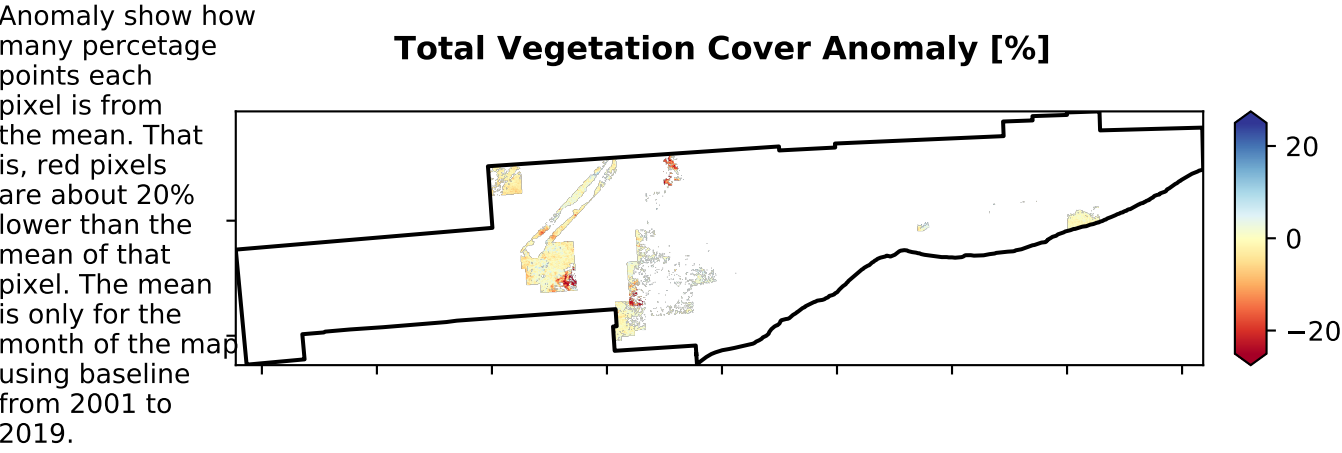 Anomaly show how
many percetage
points each
pixel is from
the mean. That
is, red pixels
are about 20%
lower than the
mean of that
pixel. The mean
is only for the
month of the map
using baseline
from 2001 to
2019.
Total Vegetation Cover Anomaly [%]
20
0
−20